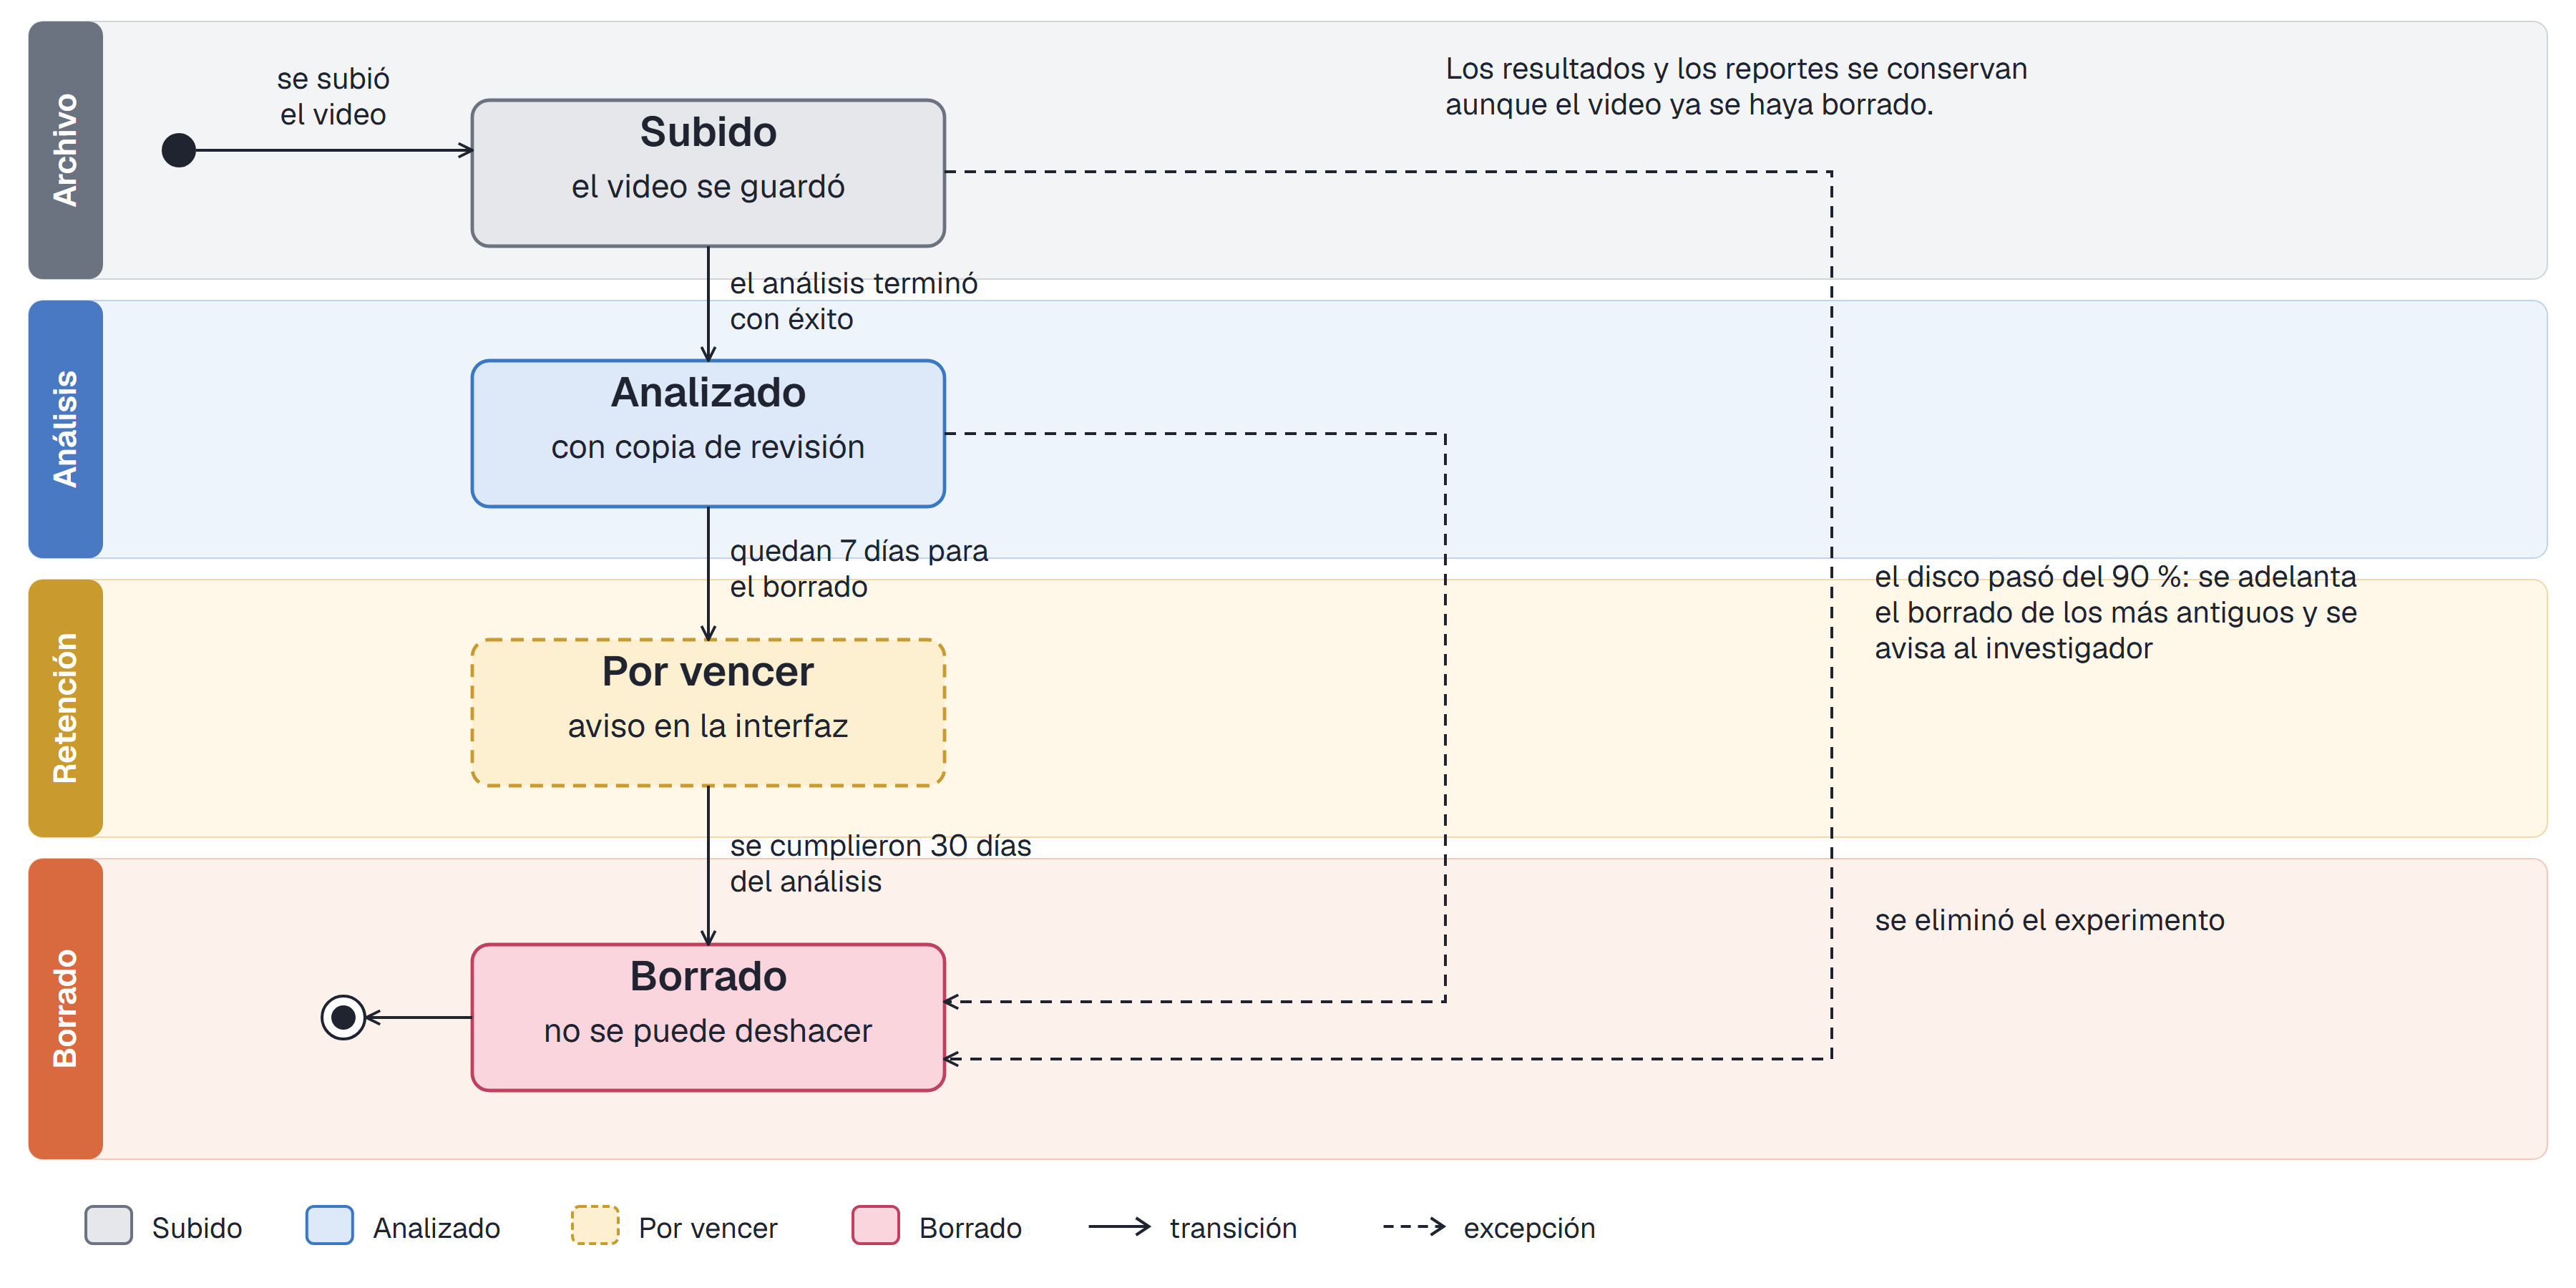 Archivo
se subió
el video
Subido
el video se guardó
Los resultados y los reportes se conservan
aunque el video ya se haya borrado.
el análisis terminó
con éxito
Análisis
Analizado
con copia de revisión
quedan 7 días para
el borrado
Retención
Por vencer
aviso en la interfaz
el disco pasó del 90 %: se adelanta
el borrado de los más antiguos y se
avisa al investigador
se cumplieron 30 días
del análisis
Borrado
Borrado
no se puede deshacer
se eliminó el experimento
Subido
Analizado
Por vencer
Borrado
transición
excepción